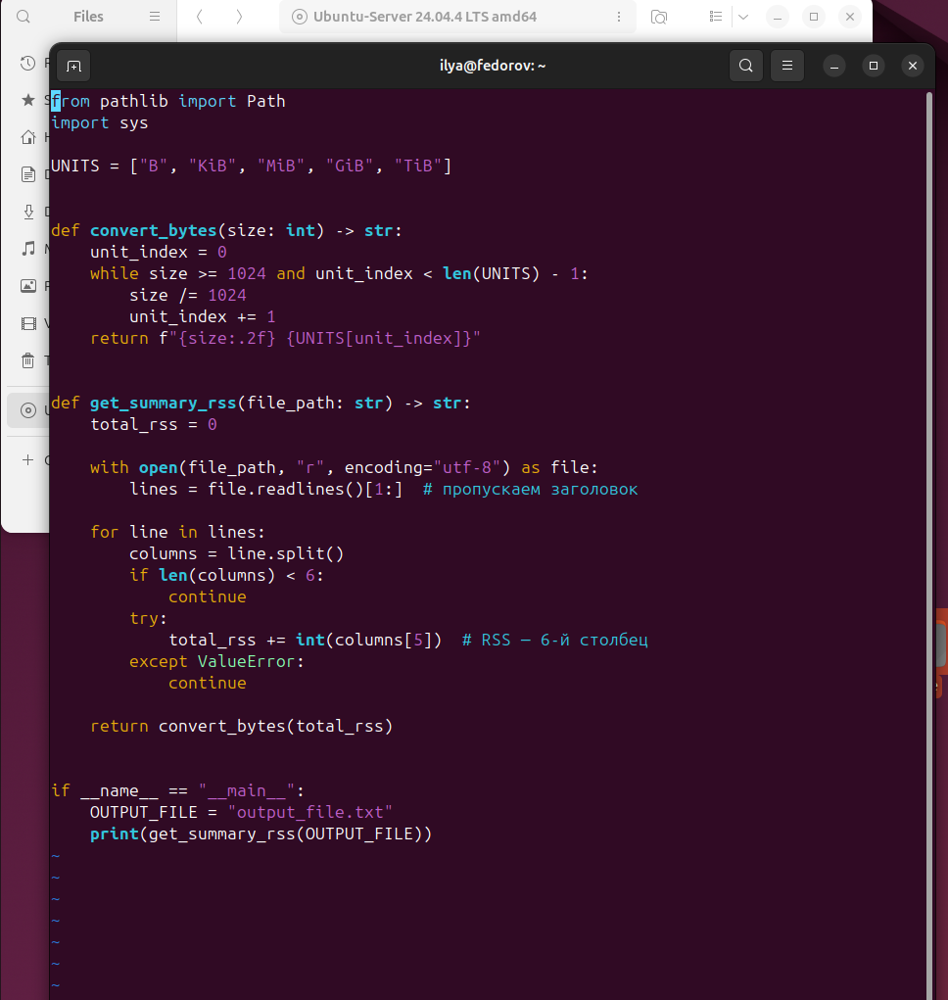 Files
Ubuntu-Server 24.04.4 LTS amd64
ilya@fedorov: ~
from pathlib import Path
import sys

UNITS = ["B", "KiB", "MiB", "GiB", "TiB"]


def convert_bytes(size: int) -> str:
    unit_index = 0
    while size >= 1024 and unit_index < len(UNITS) - 1:
        size /= 1024
        unit_index += 1
    return f"{size:.2f} {UNITS[unit_index]}"


def get_summary_rss(file_path: str) -> str:
    total_rss = 0

    with open(file_path, "r", encoding="utf-8") as file:
        lines = file.readlines()[1:]  # пропускаем заголовок

    for line in lines:
        columns = line.split()
        if len(columns) < 6:
            continue
        try:
            total_rss += int(columns[5])  # RSS — 6-й столбец
        except ValueError:
            continue

    return convert_bytes(total_rss)


if __name__ == "__main__":
    OUTPUT_FILE = "output_file.txt"
    print(get_summary_rss(OUTPUT_FILE))
~
~
~
~
~
~
~